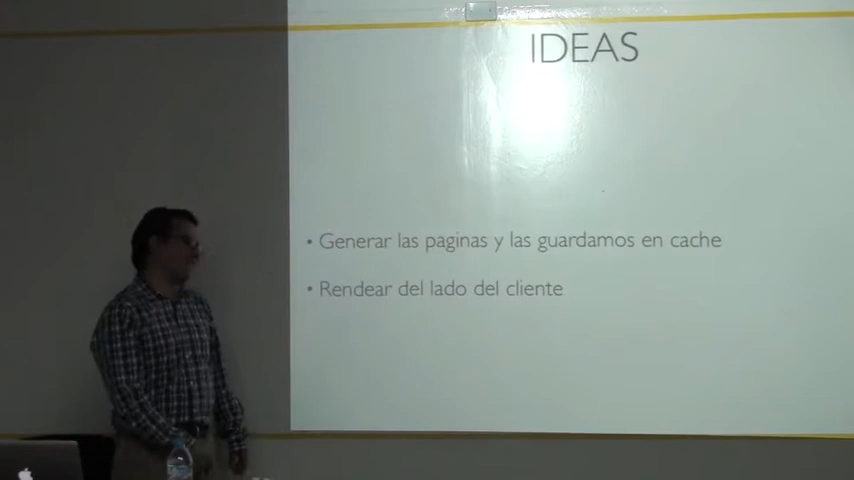 IDEAS
• Generar las paginas y las guardamos en cache
• Rendear del lado del cliente